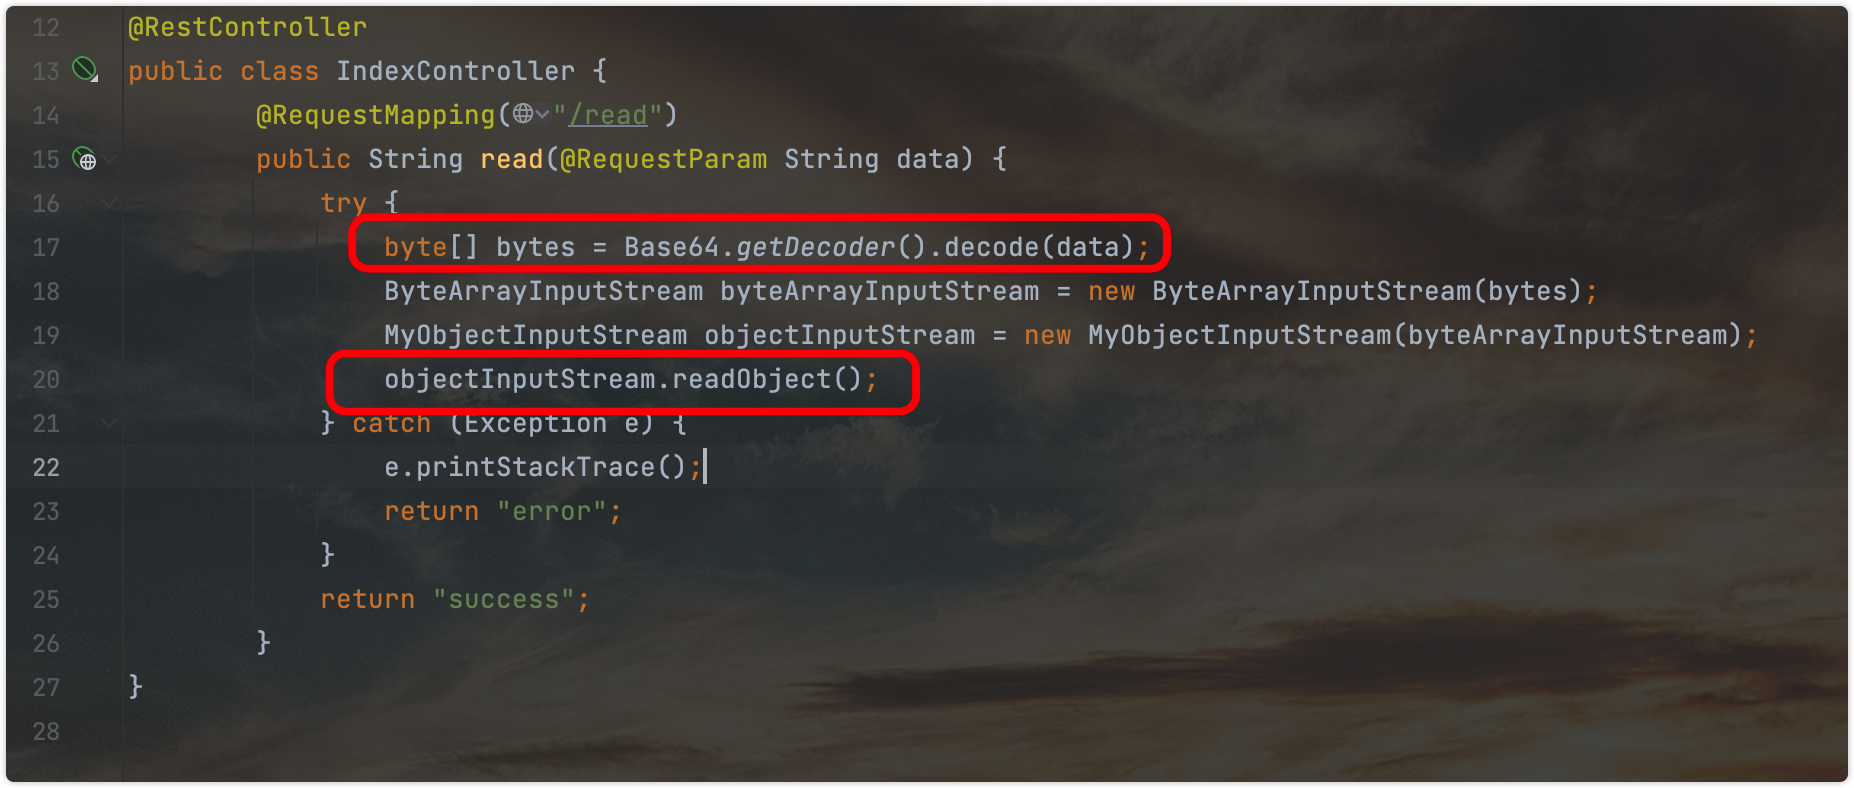 12 @RestController
13 public class IndexController {
14 @RequestMapping("/read")
15 public String read(@RequestParam String data) {
16 try {
17 byte[] bytes = Base64.getDecoder().decode(data);
18 ByteArrayInputStream byteArrayInputStream = new ByteArrayInputStream(bytes);
19 MyObjectInputStream objectInputStream = new MyObjectInputStream(byteArrayInputStream);
20 objectInputStream.readObject();
21 } catch (Exception e) {
22 e.printStackTrace();
23 return "error";
24 }
25 return "success";
26 }
27 }
28